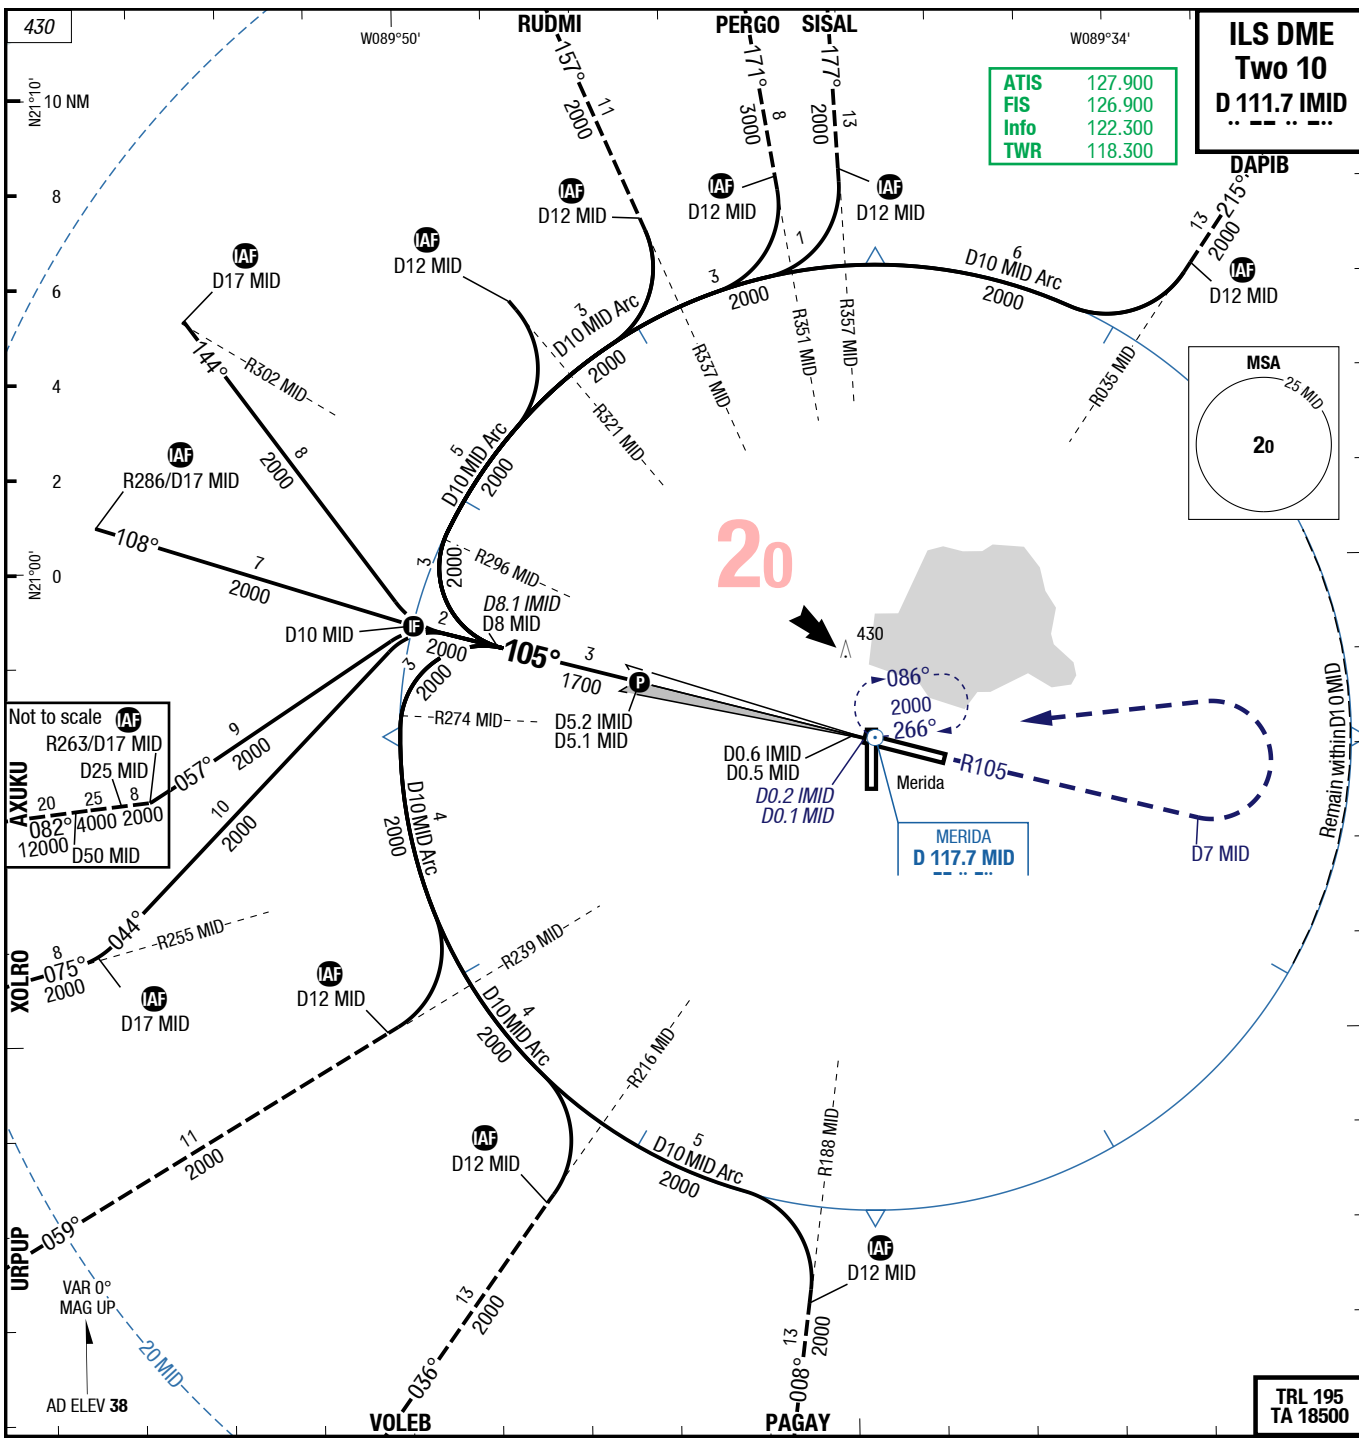 430
W089°50'
RUDMI
PERGO
SISAL
W089°34'
ILS DME
Two 10
D 111.7 IMID
ATIS 127.900
FIS 126.900
Info 122.300
TWR 118.300
DAPIB
N21°10'
10 NM
8
6
4
2
0
N21°00'
157°
11
2000
171°
8
3000
177°
13
2000
215°
13
2000
IAF
D12 MID
IAF
D12 MID
IAF
D12 MID
IAF
D12 MID
IAF
D12 MID
IAF
D17 MID
6
D10 MID Arc
2000
1
3
2000
3
D10 MID Arc
2000
5
D10 MID Arc
2000
R302 MID
R321 MID
R337 MID
R351 MID
R357 MID
R035 MID
MSA
25 MID
20
144°
8
2000
IAF
R286/D17 MID
108°
7
2000
3
2000
R296 MID
20
D8.1 IMID
D8 MID
D10 MID
IF
2
2000
105°
3
1700
P
D5.2 IMID
D5.1 MID
430
086°
2000
266°
3
2000
R274 MID
D0.6 IMID
D0.5 MID
D0.2 IMID
D0.1 MID
Merida
R105
D7 MID
Remain within D10 MID
MERIDA
D 117.7 MID
Not to scale
IAF
R263/D17 MID
D25 MID
AXUKU
20
25
8
082°
4000
2000
12000
D50 MID
057°
9
2000
10
2000
044°
4
D10 MID Arc
2000
XOLRO
8
075°
2000
R255 MID
IAF
D17 MID
IAF
D12 MID
R239 MID
4
D10 MID Arc
2000
R216 MID
11
2000
059°
URPUP
IAF
D12 MID
5
D10 MID Arc
2000
R188 MID
IAF
D12 MID
13
2000
036°
VOLEB
13
2000
008°
PAGAY
VAR 0°
MAG UP
20 MID
AD ELEV 38
TRL 195
TA 18500